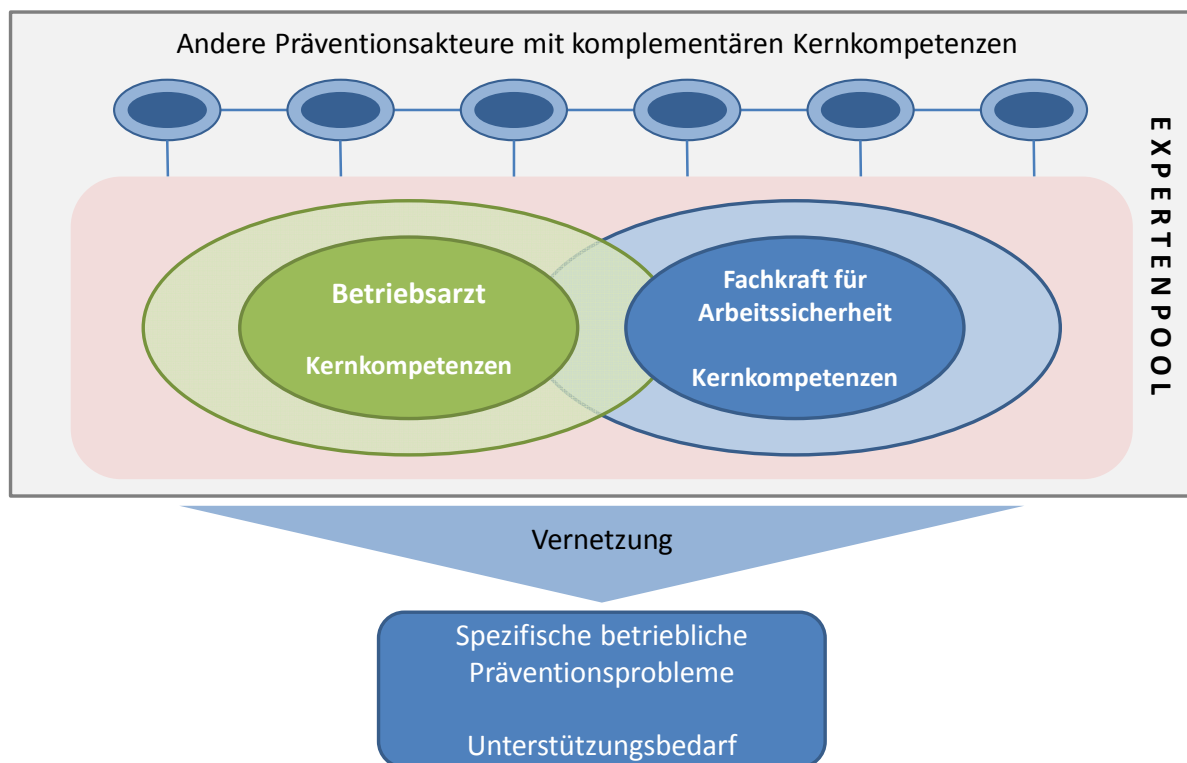 Andere Präventionsakteure mit komplementären Kernkompetenzen
EXPERTENPOOL
Betriebsarzt
Kernkompetenzen
Fachkraft für
Arbeitssicherheit
Kernkompetenzen
Vernetzung
Spezifische betriebliche
Präventionsprobleme
Unterstützungsbedarf